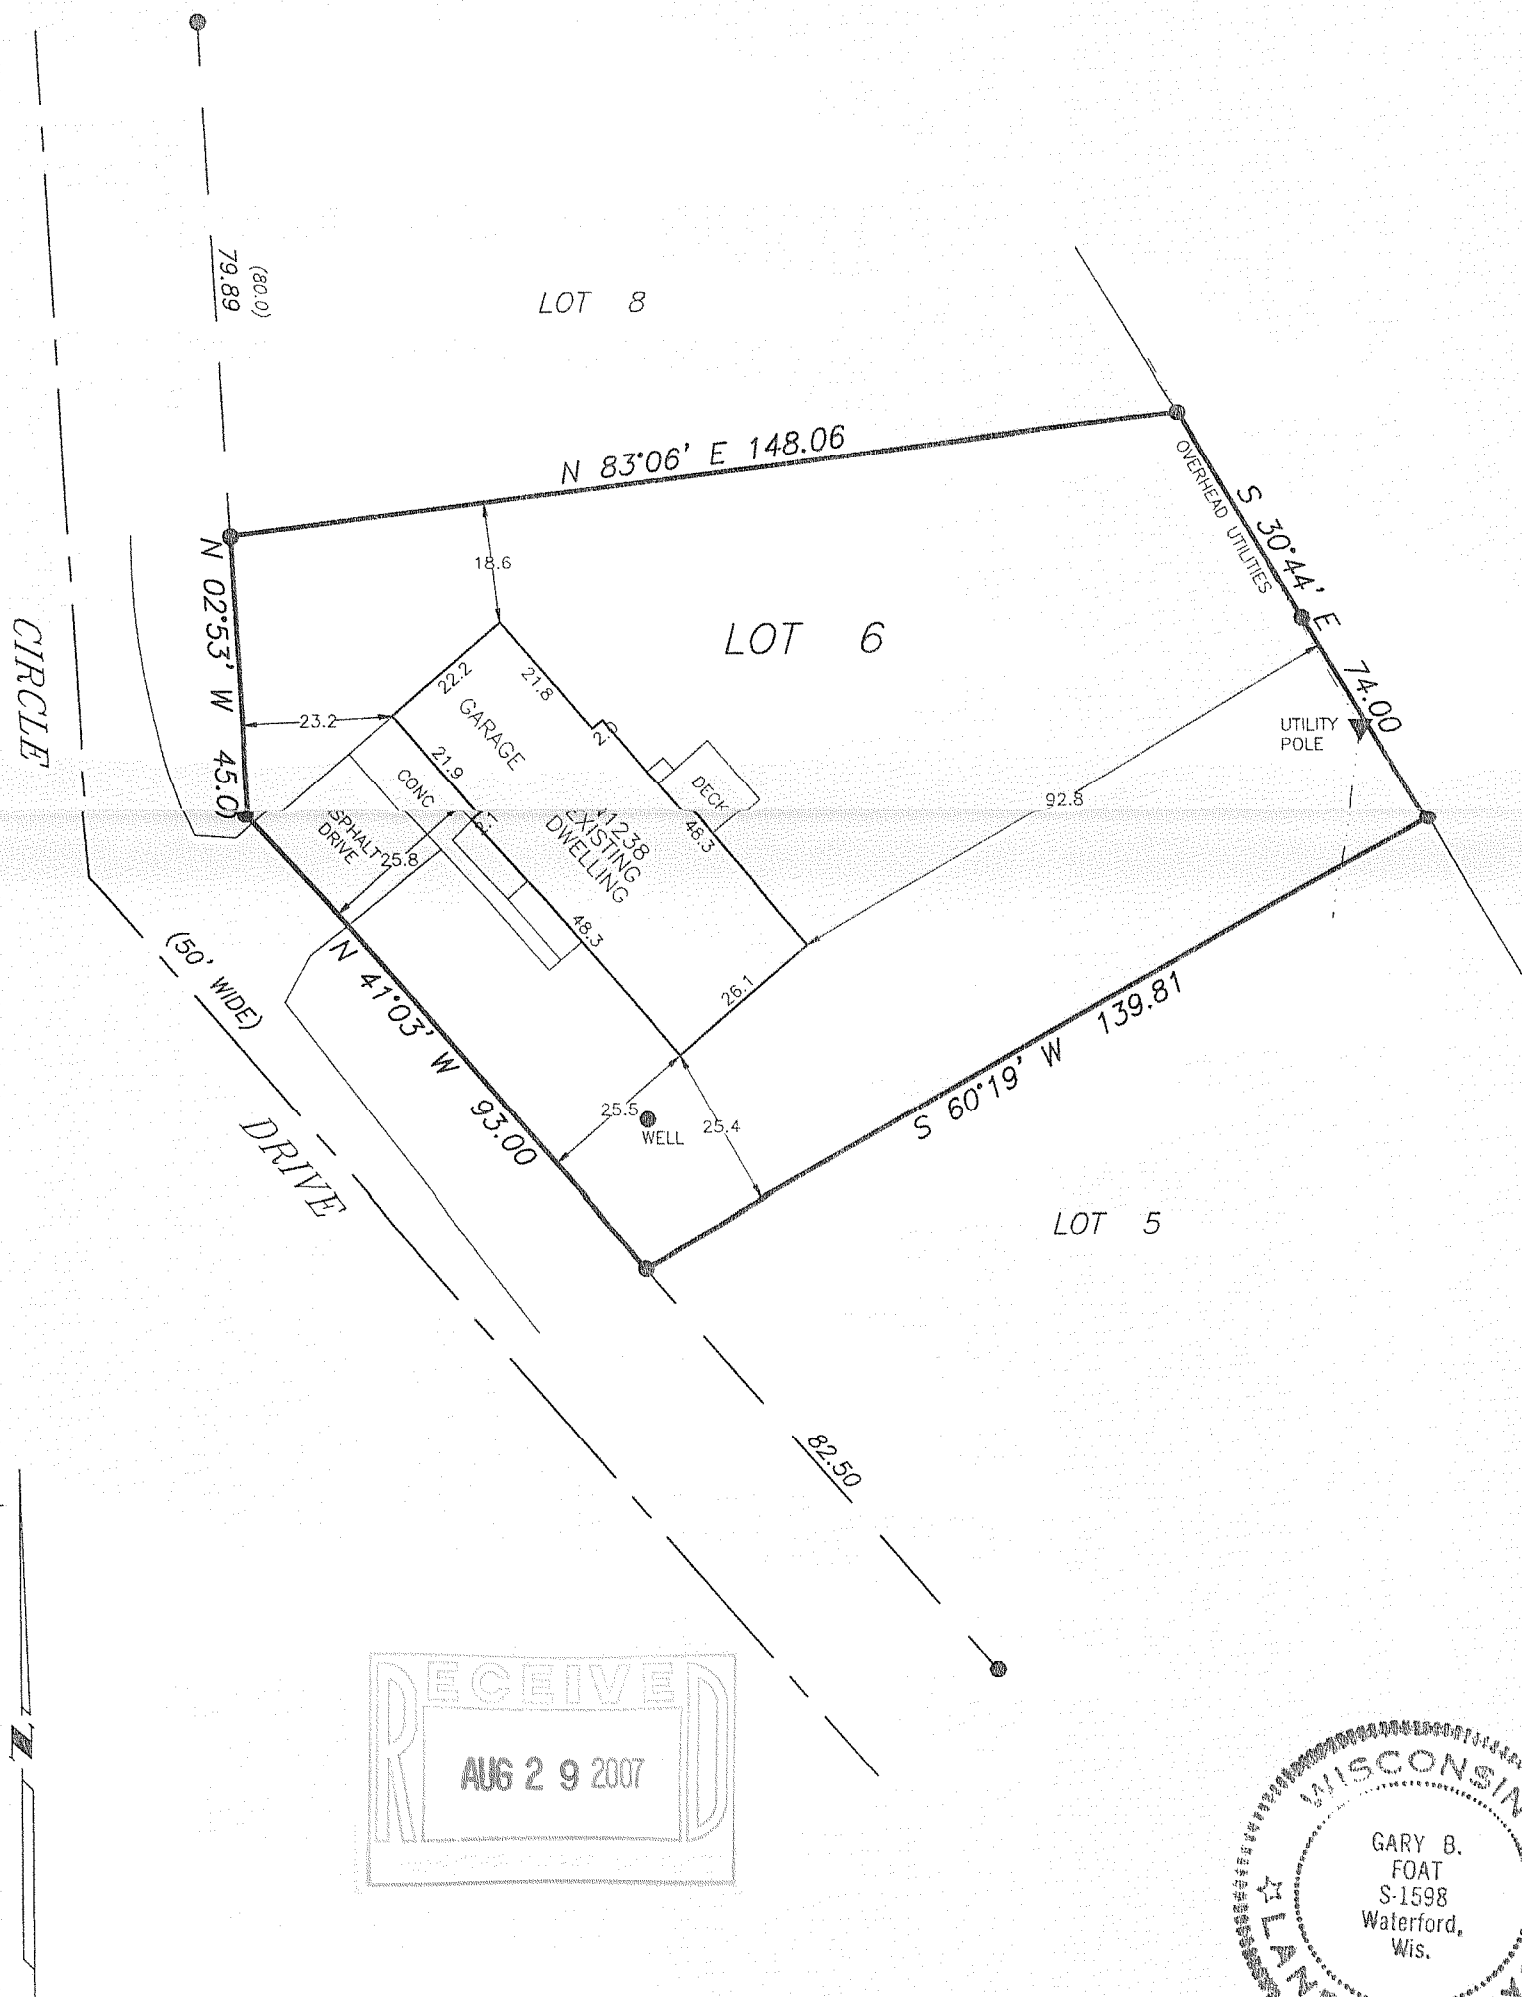 (80.0)
79.89
LOT 8
N 83°06' E 148.06
OVERHEAD UTILITIES
S 30°44' E 74.00
18.6
N 02°53' W 45.0
LOT 6
22.2
21.8
GARAGE
23.2
2.0
UTILITY
POLE
CIRCLE
21.9
CONC
DECK
92.8
48.3
SPHALT
DRIVE
25.8
EXISTING
DWELLING
48.3
(50' WIDE)
N 41°03' W 93.00
26.1
S 60°19' W 139.81
25.5
WELL
25.4
DRIVE
LOT 5
82.50
N
RECEIVED
AUG 29 2007
WISCONSIN
GARY B.
FOAT
S-1598
Waterford,
Wis.